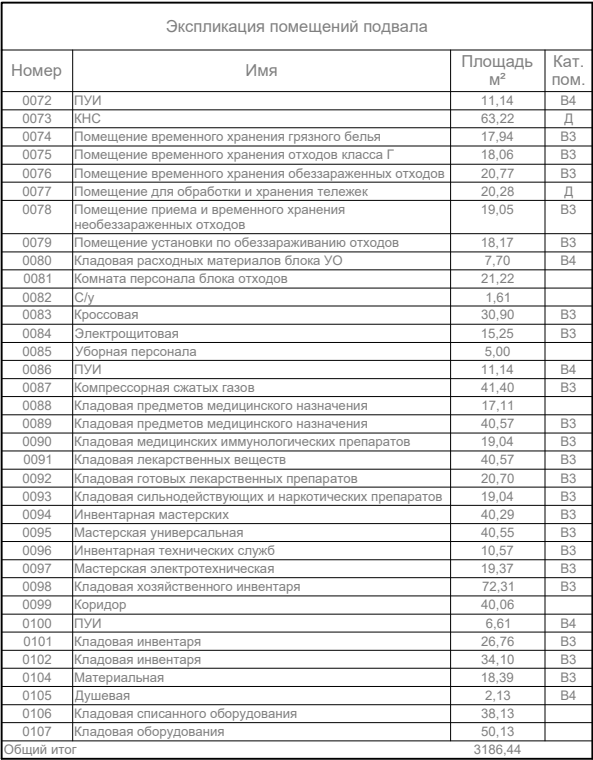 Экспликация помещений подвала
Номер Имя Площадь м² Кат. пом.
0072 ПУИ 11,14 В4
0073 КНС 63,22 Д
0074 Помещение временного хранения грязного белья 17,94 В3
0075 Помещение временного хранения отходов класса Г 18,06 В3
0076 Помещение временного хранения обеззараженных отходов 20,77 В3
0077 Помещение для обработки и хранения тележек 20,28 Д
0078 Помещение приема и временного хранения 19,05 В3
необеззараженных отходов
0079 Помещение установки по обеззараживанию отходов 18,17 В3
0080 Кладовая расходных материалов блока УО 7,70 В4
0081 Комната персонала блока отходов 21,22
0082 С/у 1,61
0083 Кроссовая 30,90 В3
0084 Электрощитовая 15,25 В3
0085 Уборная персонала 5,00
0086 ПУИ 11,14 В4
0087 Компрессорная сжатых газов 41,40 В3
0088 Кладовая предметов медицинского назначения 17,11
0089 Кладовая предметов медицинского назначения 40,57 В3
0090 Кладовая медицинских иммунологических препаратов 19,04 В3
0091 Кладовая лекарственных веществ 40,57 В3
0092 Кладовая готовых лекарственных препаратов 20,70 В3
0093 Кладовая сильнодействующих и наркотических препаратов 19,04 В3
0094 Инвентарная мастерских 40,29 В3
0095 Мастерская универсальная 40,55 В3
0096 Инвентарная технических служб 10,57 В3
0097 Мастерская электротехническая 19,37 В3
0098 Кладовая хозяйственного инвентаря 72,31 В3
0099 Коридор 40,06
0100 ПУИ 6,61 В4
0101 Кладовая инвентаря 26,76 В3
0102 Кладовая инвентаря 34,10 В3
0104 Материальная 18,39 В3
0105 Душевая 2,13 В4
0106 Кладовая списанного оборудования 38,13
0107 Кладовая оборудования 50,13
Общий итог 3186,44